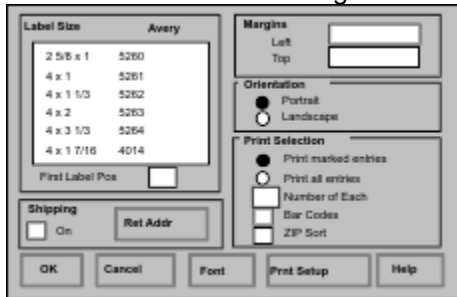 Label Size Avery
2 5/8 x 1 5260
4 x 1 5261
4 x 1 1/3 5262
4 x 2 5263
4 x 3 1/3 5264
4 x 1 7/16 4014
First Label Pos
Shipping
On
Ret Addr
Margins
Left
Top
Orientation
Portrait
Landscape
Print Selection
Print marked entries
Print all entries
Number of Each
Bar Codes
ZIP Sort
OK Cancel Font Prnt Setup Help